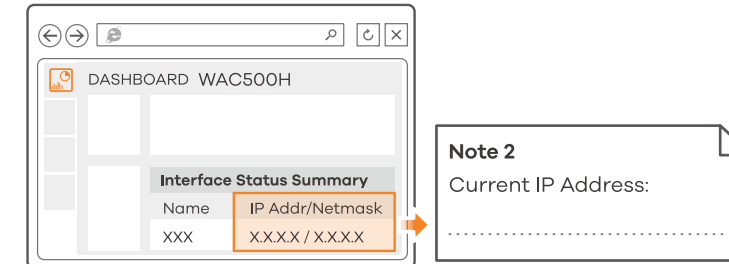 DASHBOARD WAC500H
Interface Status Summary
Name IP Addr/Netmask
XXX X.X.X.X / X.X.X.X
Note 2
Current IP Address: